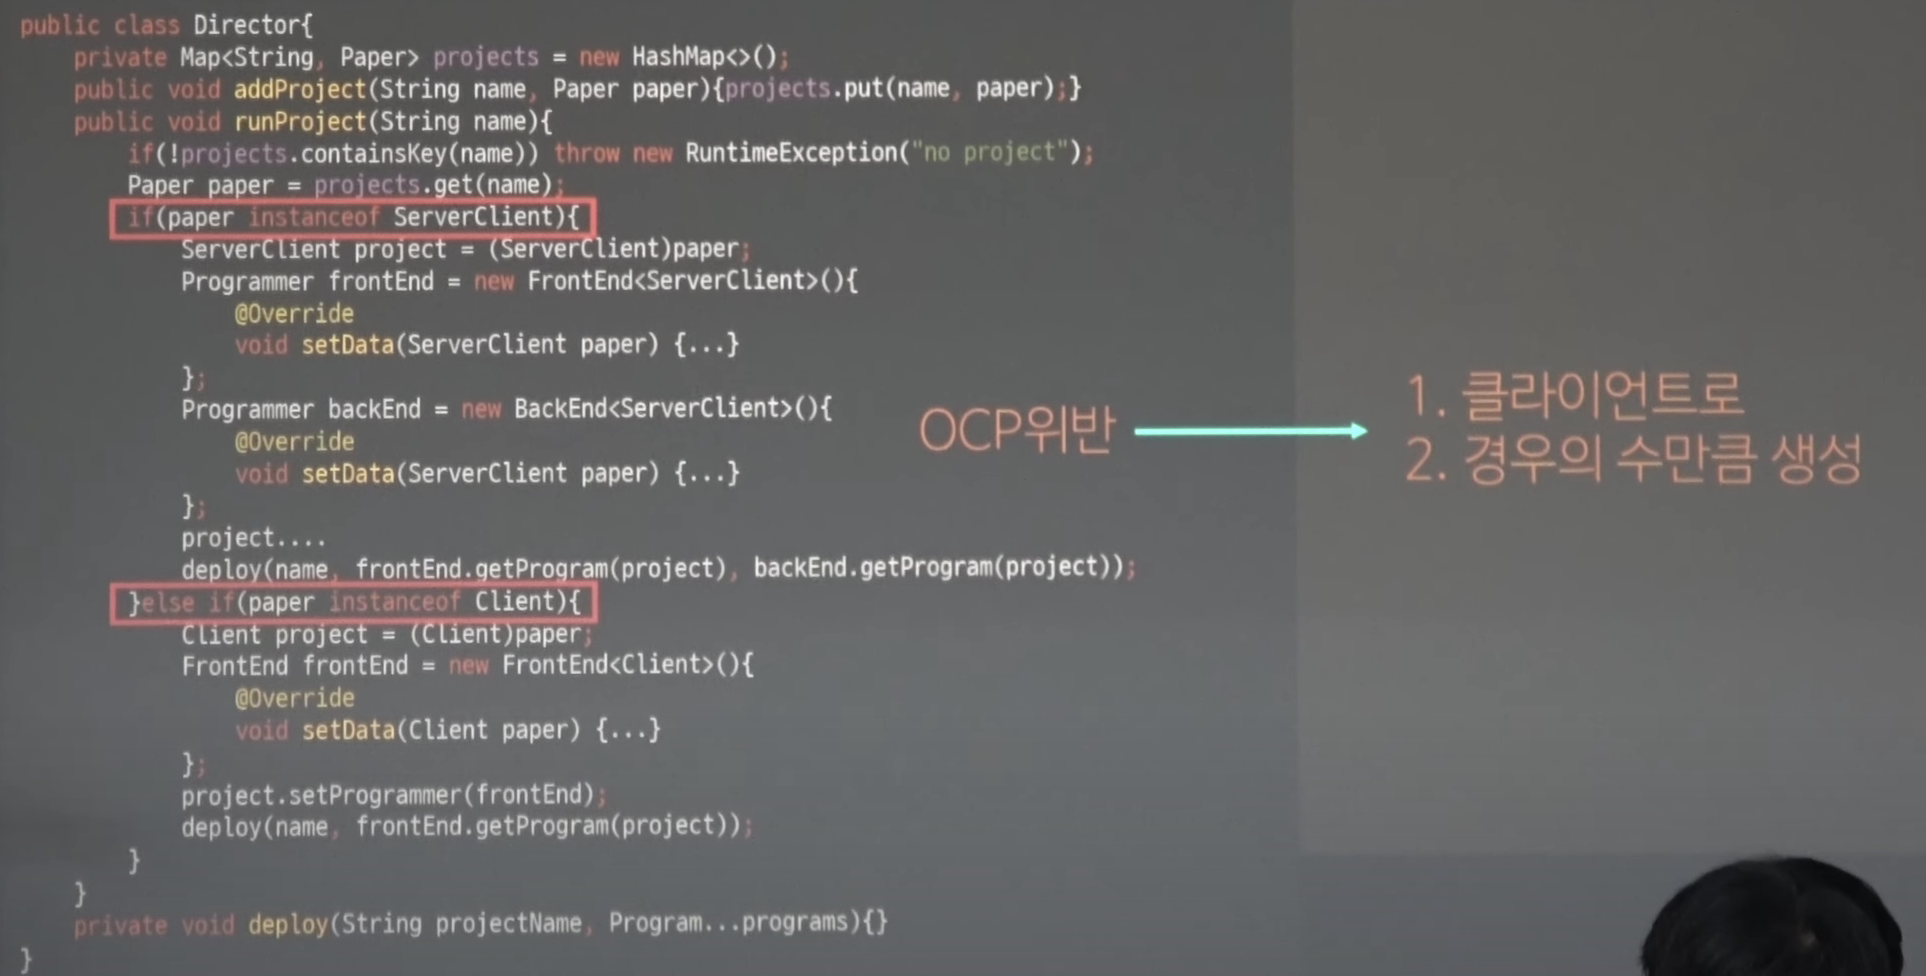 public class Director{
private Map<String, Paper> projects = new HashMap<>();
public void addProject(String name, Paper paper){projects.put(name, paper);}
public void runProject(String name){
if(!projects.containsKey(name)) throw new RuntimeException("no project");
Paper paper = projects.get(name);
if(paper instanceof ServerClient){
ServerClient project = (ServerClient)paper;
Programmer frontEnd = new FrontEnd<ServerClient>(){
@Override
void setData(ServerClient paper) {...}
};
Programmer backEnd = new BackEnd<ServerClient>(){
@Override
void setData(ServerClient paper) {...}
};
project....
deploy(name, frontEnd.getProgram(project), backEnd.getProgram(project));
}else if(paper instanceof Client){
Client project = (Client)paper;
FrontEnd frontEnd = new FrontEnd<Client>(){
@Override
void setData(Client paper) {...}
};
project.setProgrammer(frontEnd);
deploy(name, frontEnd.getProgram(project));
}
}
private void deploy(String projectName, Program...programs){}
}
OCP위반
1. 클라이언트로
2. 경우의 수만큼 생성